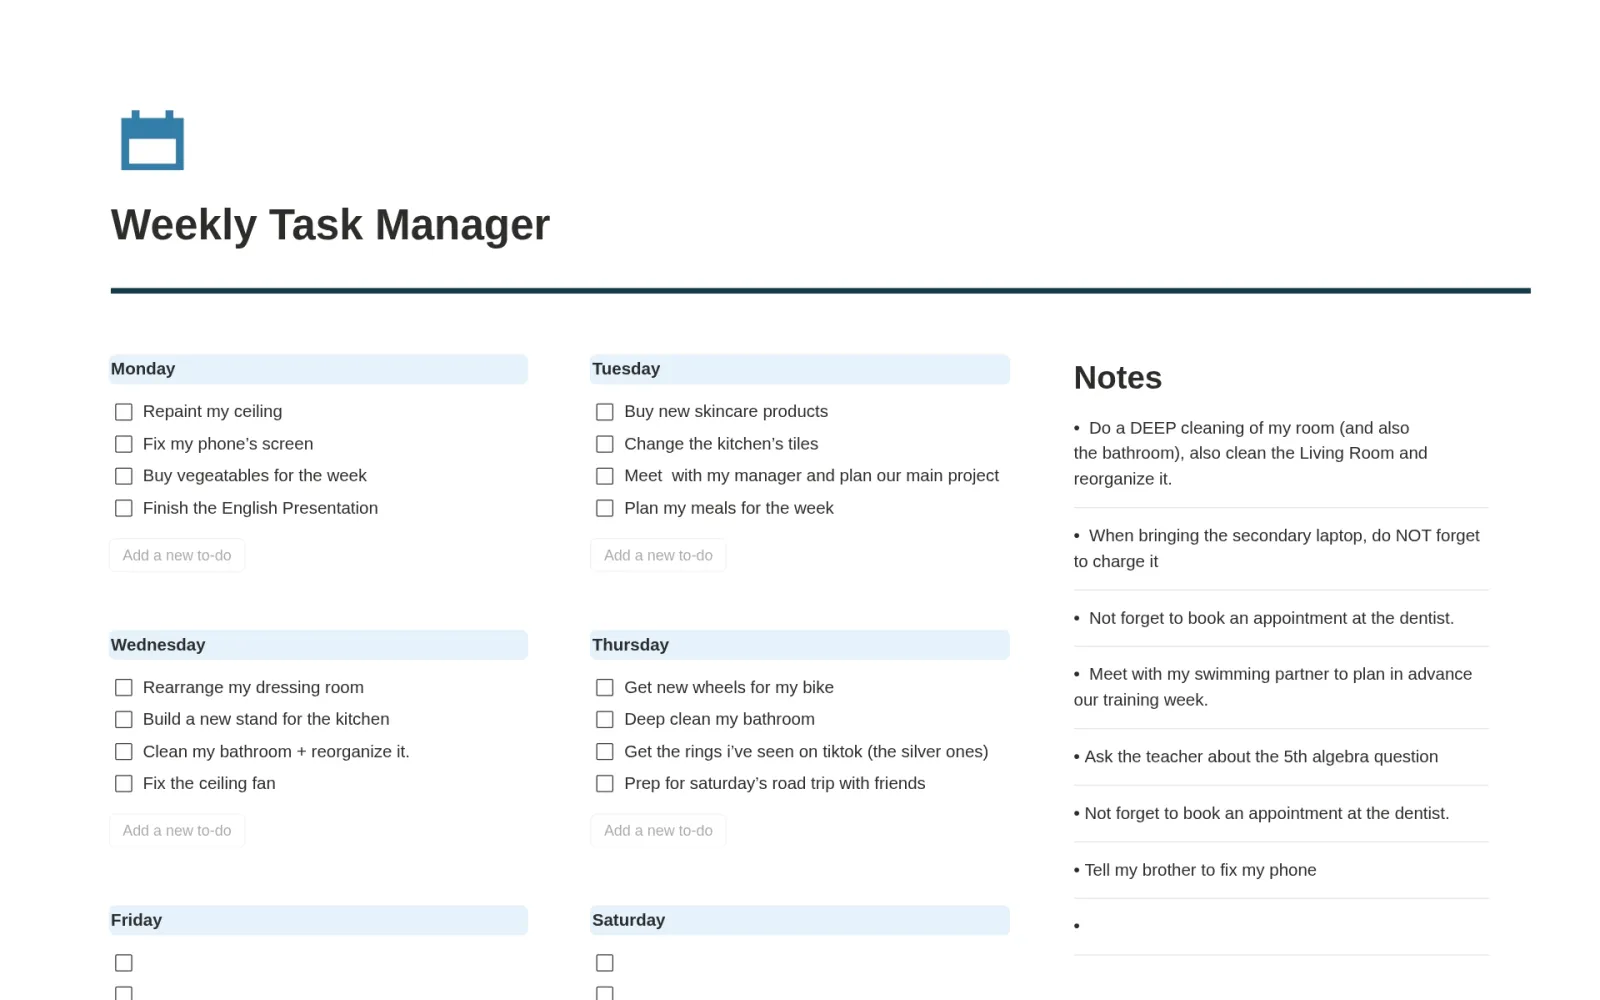 Weekly Task Manager
Monday
Repaint my ceiling
Fix my phone’s screen
Buy vegeatables for the week
Finish the English Presentation
Add a new to-do
Tuesday
Buy new skincare products
Change the kitchen’s tiles
Meet  with my manager and plan our main project
Plan my meals for the week
Add a new to-do
Wednesday
Rearrange my dressing room
Build a new stand for the kitchen
Clean my bathroom + reorganize it.
Fix the ceiling fan
Add a new to-do
Thursday
Get new wheels for my bike
Deep clean my bathroom
Get the rings i’ve seen on tiktok (the silver ones)
Prep for saturday’s road trip with friends
Add a new to-do
Friday
Saturday
Notes
•  Do a DEEP cleaning of my room (and also
the bathroom), also clean the Living Room and
reorganize it.
•  When bringing the secondary laptop, do NOT forget
to charge it
•  Not forget to book an appointment at the dentist.
•  Meet with my swimming partner to plan in advance
our training week.
• Ask the teacher about the 5th algebra question
• Not forget to book an appointment at the dentist.
• Tell my brother to fix my phone
•